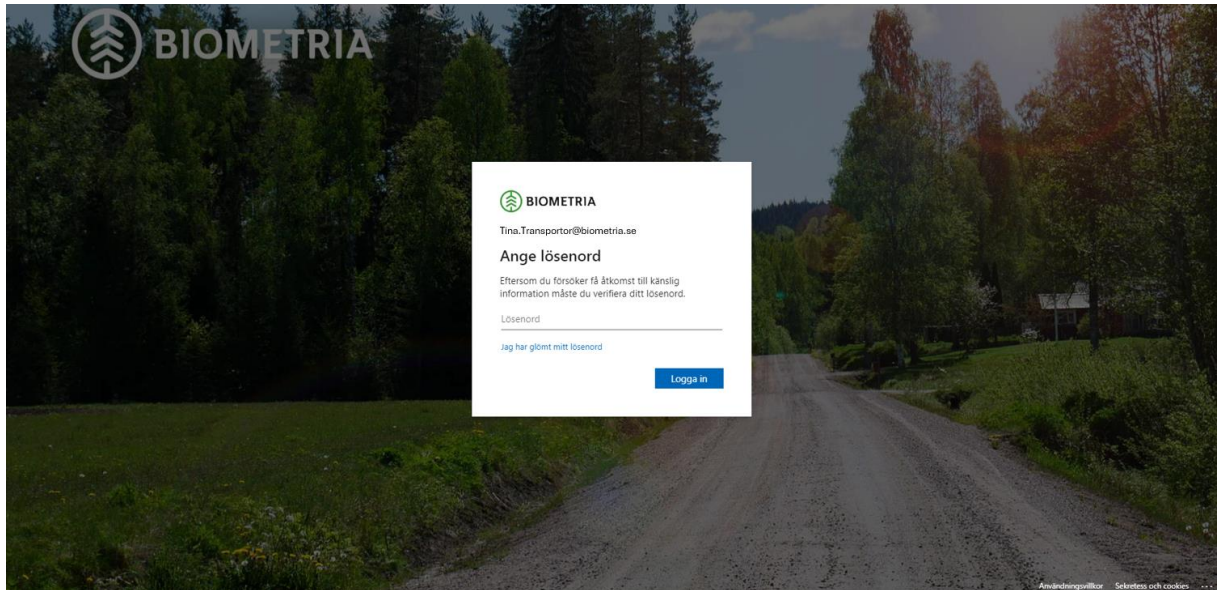 BIOMETRIA
BIOMETRIA
Tina.Transportor@biometria.se
Ange lösenord
Eftersom du försöker få åtkomst till känslig
information måste du verifiera ditt lösenord.
Lösenord
Jag har glömt mitt lösenord
Logga in
Användningsvillkor Sekretess och cookies ...